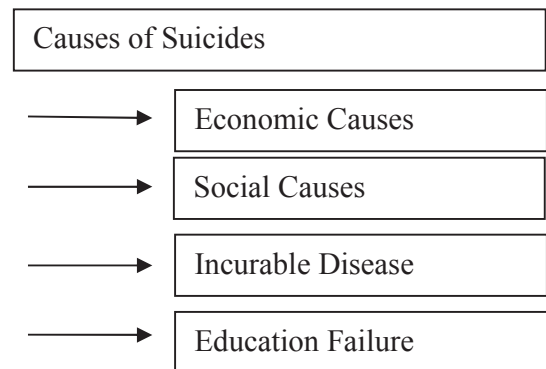 Causes of Suicides
Economic Causes
Social Causes
Incurable Disease
Education Failure